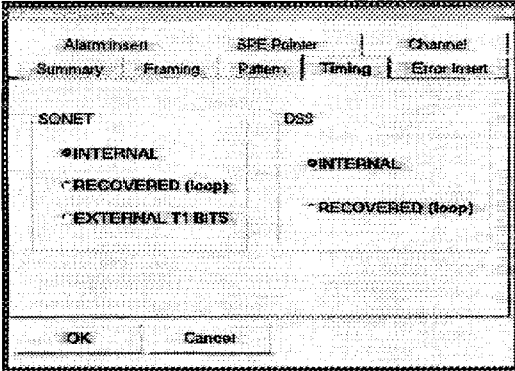 Alarm Insert SPE Pointer Channel
Summary Framing Pattern Timing Error Insert
SONET DS3
INTERNAL
INTERNAL
RECOVERED (loop)
RECOVERED (loop)
EXTERNAL T1 BITS
OK Cancel